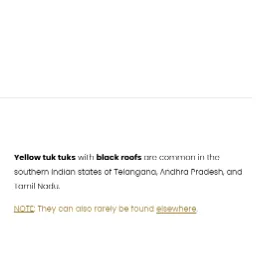 Yellow tuk tuks with black roofs are common in the
southern Indian states of Telangana, Andhra Pradesh, and
Tamil Nadu.
NOTE: They can also rarely be found elsewhere.